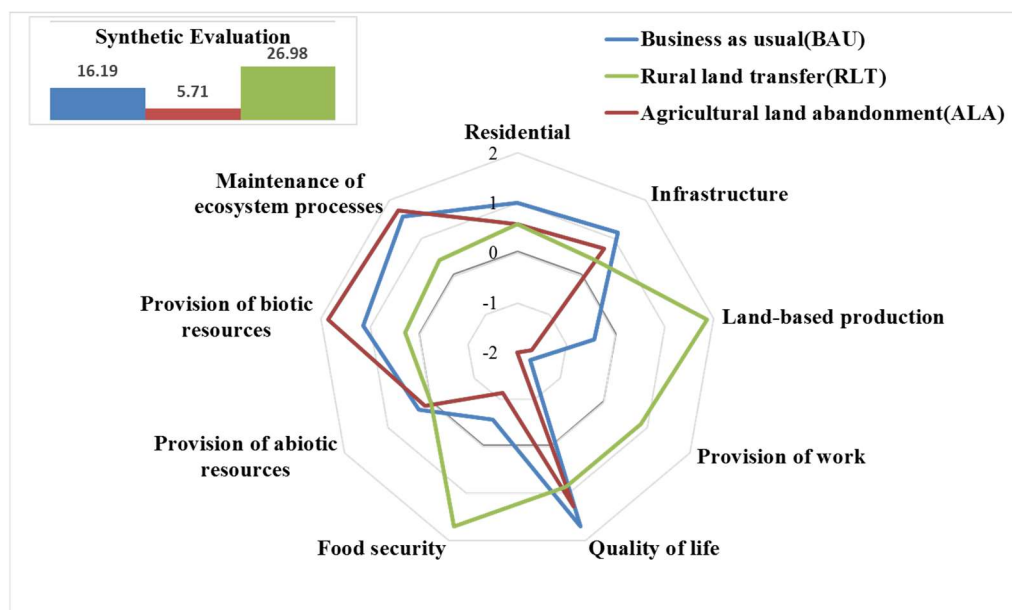 Synthetic Evaluation
16.19
5.71
26.98
Business as usual(BAU)
Rural land transfer(RLT)
Agricultural land abandonment(ALA)
Residential
2
1
0
-1
-2
Infrastructure
Land-based production
Provision of work
Quality of life
Food security
Provision of abiotic
resources
Provision of biotic
resources
Maintenance of
ecosystem processes